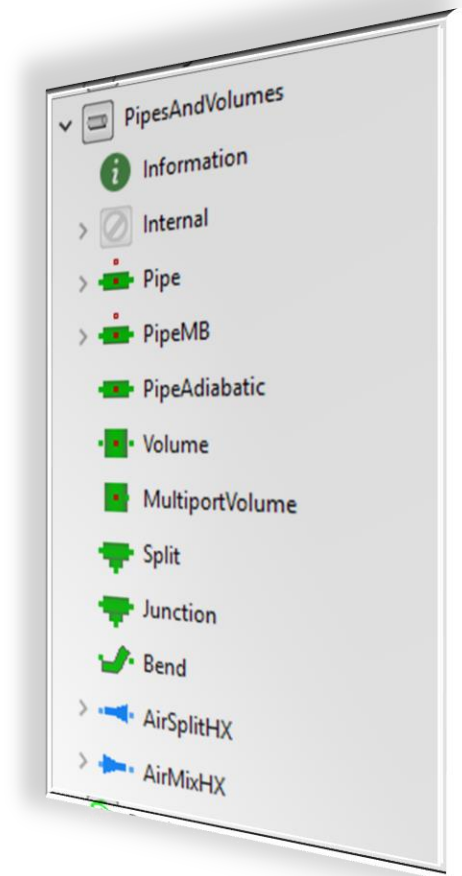 PipesAndVolumes
Information
Internal
Pipe
PipeMB
PipeAdiabatic
Volume
MultiportVolume
Split
Junction
Bend
AirSplitHX
AirMixHX